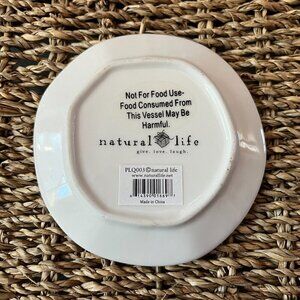 Not For Food Use-
Food Consumed From
This Vessel May Be
Harmful.
natural life
give. love. laugh.
PLQ003 © natural life
www.naturallife.net
Made in China